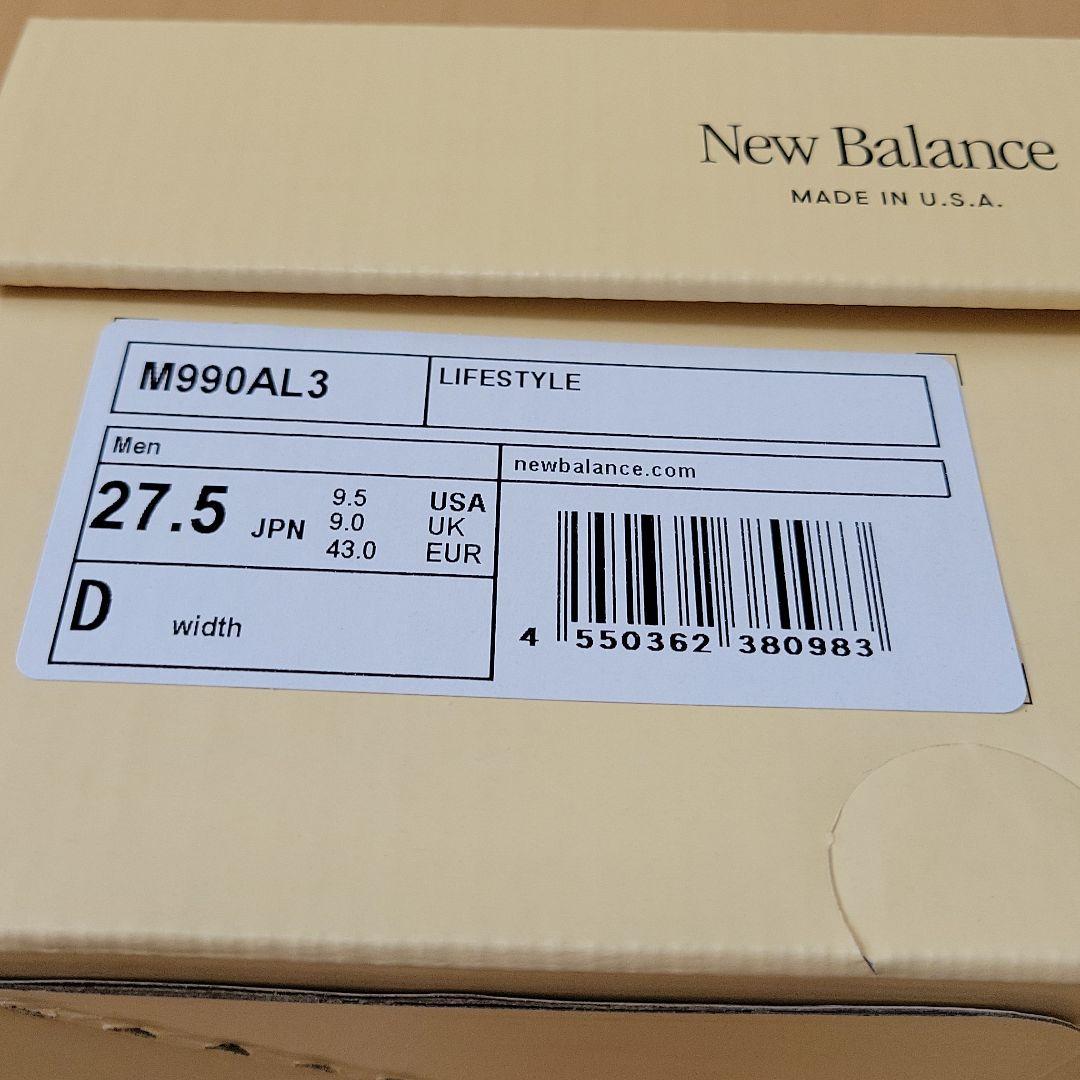 New Balance
MADE IN U.S.A.
M990AL3
LIFESTYLE
Men
newbalance.com
27.5 JPN
9.5 USA
9.0 UK
43.0 EUR
D width
4 550362 380983